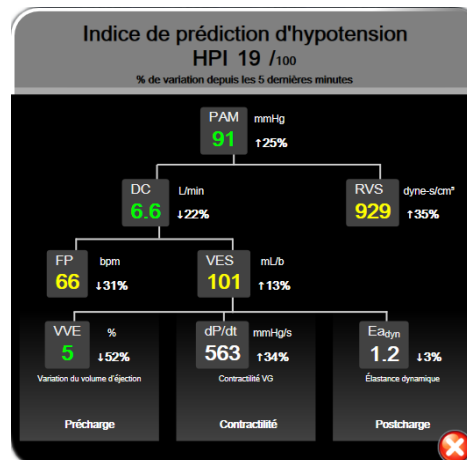 Indice de prédiction d'hypotension
HPI 19 /100
% de variation depuis les 5 dernières minutes
PAM mmHg
91 ↑25%
DC L/min
6.6 ↓22%
RVS dyne-s/cm⁵
929 ↑35%
FP bpm
66 ↓31%
VES mL/b
101 ↑13%
VVE %
5 ↓52%
Variation du volume d'éjection
Précharge
dP/dt mmHg/s
563 ↑34%
Contractilité VG
Contractilité
Eadyn
1.2 ↓3%
Élastance dynamique
Postcharge